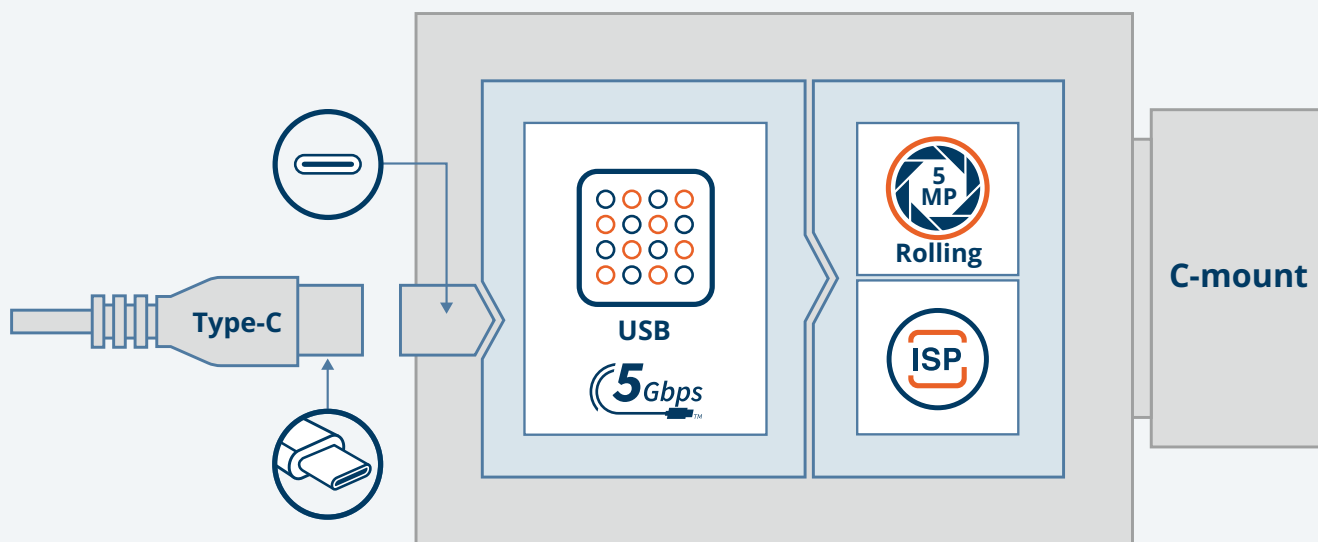 Type-C
USB
5Gbps
TM
5
MP
Rolling
ISP
C-mount